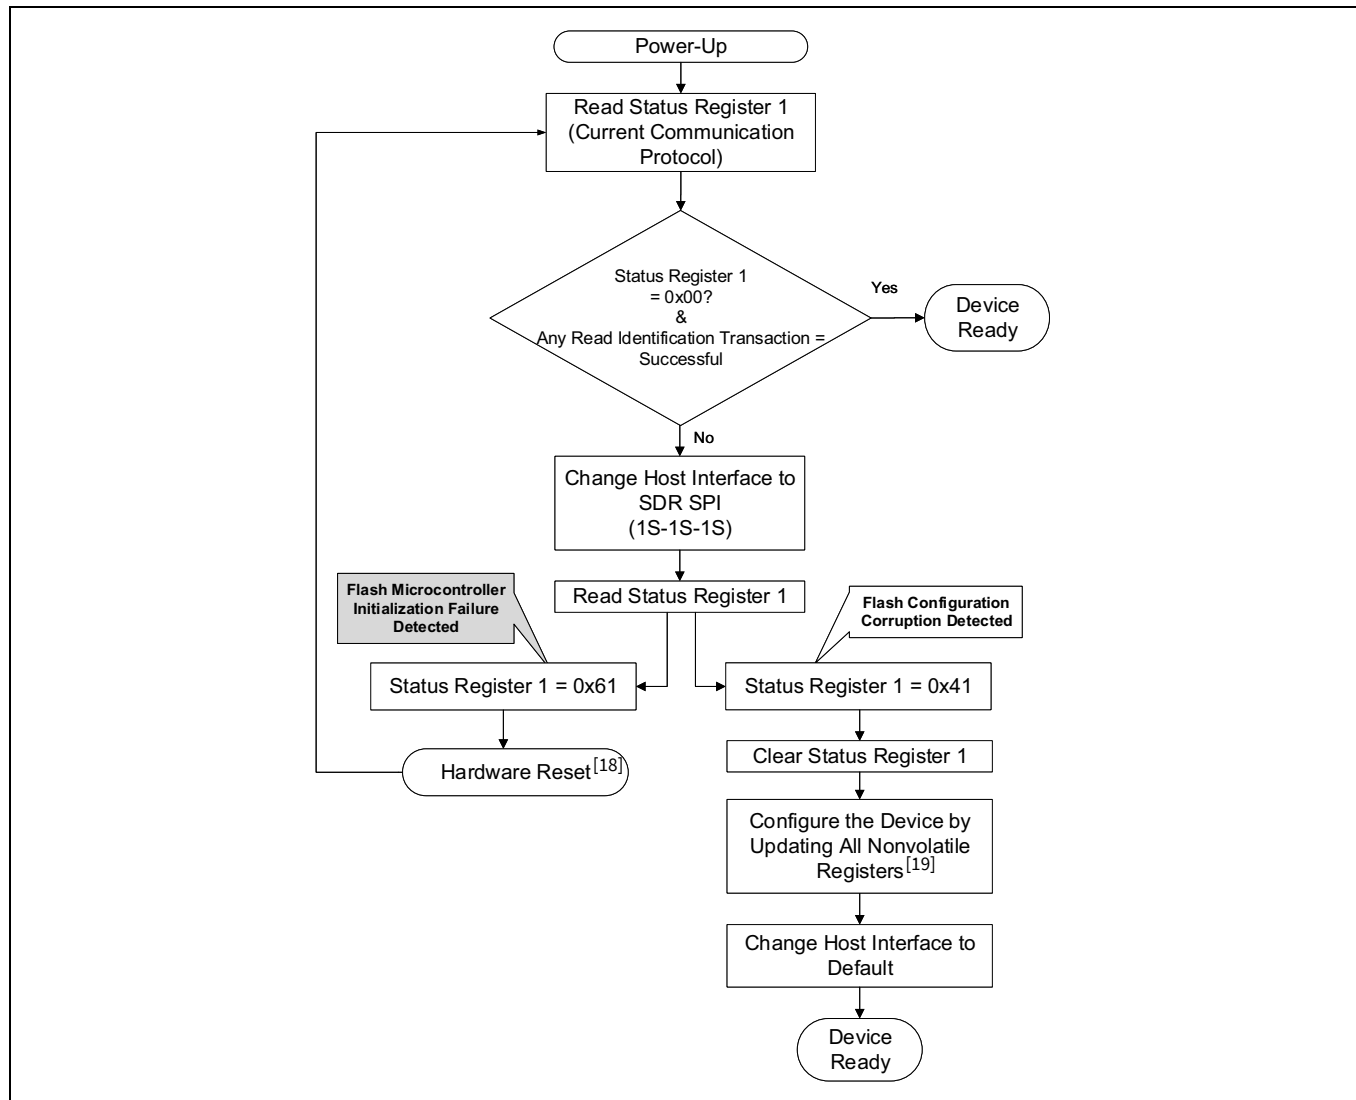 Power-Up
Read Status Register 1
(Current Communication
Protocol)
Status Register 1
= 0x00?
&
Any Read Identification Transaction =
Successful
Yes
Device
Ready
No
Change Host Interface to
SDR SPI
(1S-1S-1S)
Read Status Register 1
Flash Microcontroller
Initialization Failure
Detected
Flash Configuration
Corruption Detected
Status Register 1 = 0x61
Status Register 1 = 0x41
Hardware Reset[18]
Clear Status Register 1
Configure the Device by
Updating All Nonvolatile
Registers[19]
Change Host Interface to
Default
Device
Ready